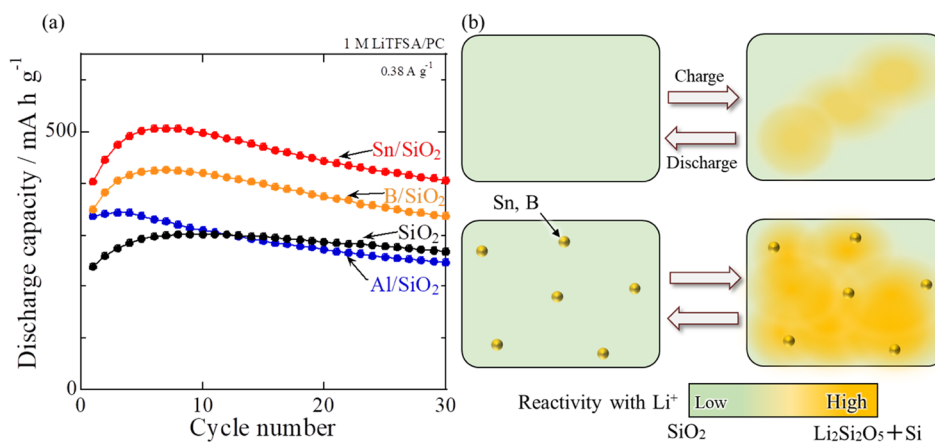 (a)
1 M LiTFSA/PC
0.38 A g⁻¹
Discharge capacity / mA h g⁻¹
500
0
Sn/SiO₂
B/SiO₂
SiO₂
Al/SiO₂
0 10 20 30
Cycle number
(b)
Charge
Discharge
Sn, B
Reactivity with Li⁺
Low
High
SiO₂
Li₂Si₂O₅＋Si